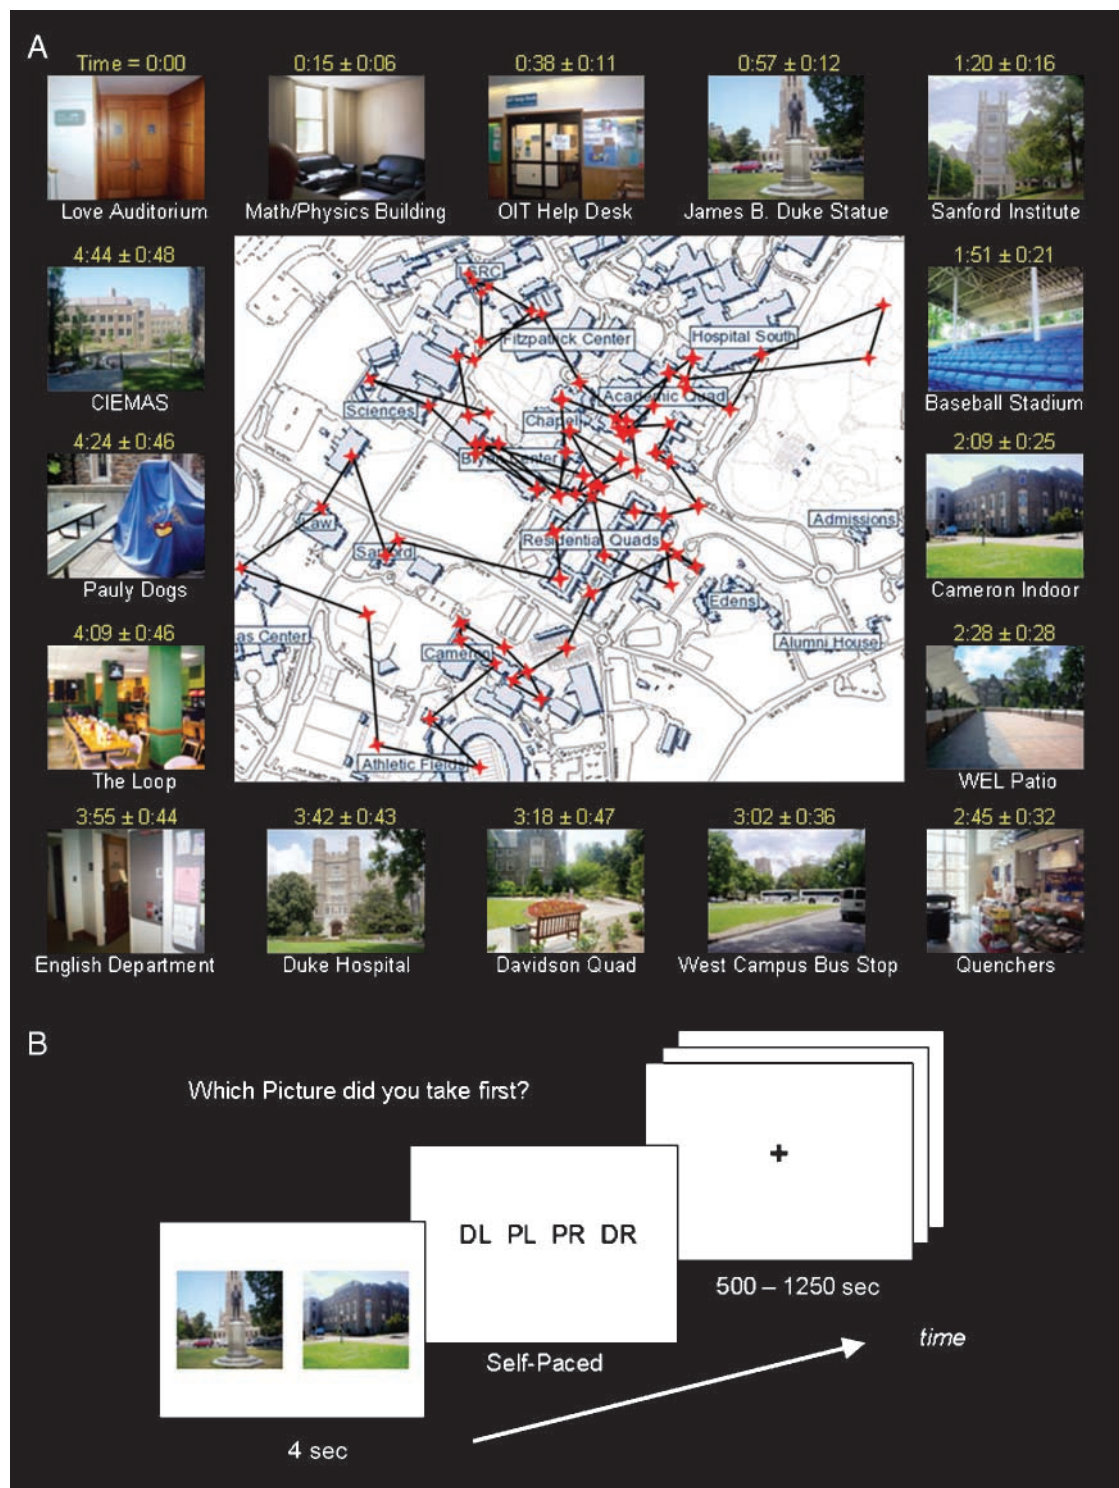 A
Time = 0:00
0:15 ± 0:06
0:38 ± 0:11
0:57 ± 0:12
1:20 ± 0:16
Love Auditorium
Math/Physics Building
OIT Help Desk
James B. Duke Statue
Sanford Institute
4:44 ± 0:48
1:51 ± 0:21
CIEMAS
Baseball Stadium
4:24 ± 0:46
2:09 ± 0:25
Pauly Dogs
Cameron Indoor
4:09 ± 0:46
2:28 ± 0:28
The Loop
WEL Patio
LSRC
Fitzpatrick Center
Hospital South
Academic Quad
Sciences
Chapel
Bryan Center
Law
Sanford
Residential Quads
Admissions
Edens
Alumni House
as Center
Cameron
Athletic Fields
3:55 ± 0:44
3:42 ± 0:43
3:18 ± 0:47
3:02 ± 0:36
2:45 ± 0:32
English Department
Duke Hospital
Davidson Quad
West Campus Bus Stop
Quenchers
B
Which Picture did you take first?
DL PL PR DR
+
500 – 1250 sec
Self-Paced
time
4 sec